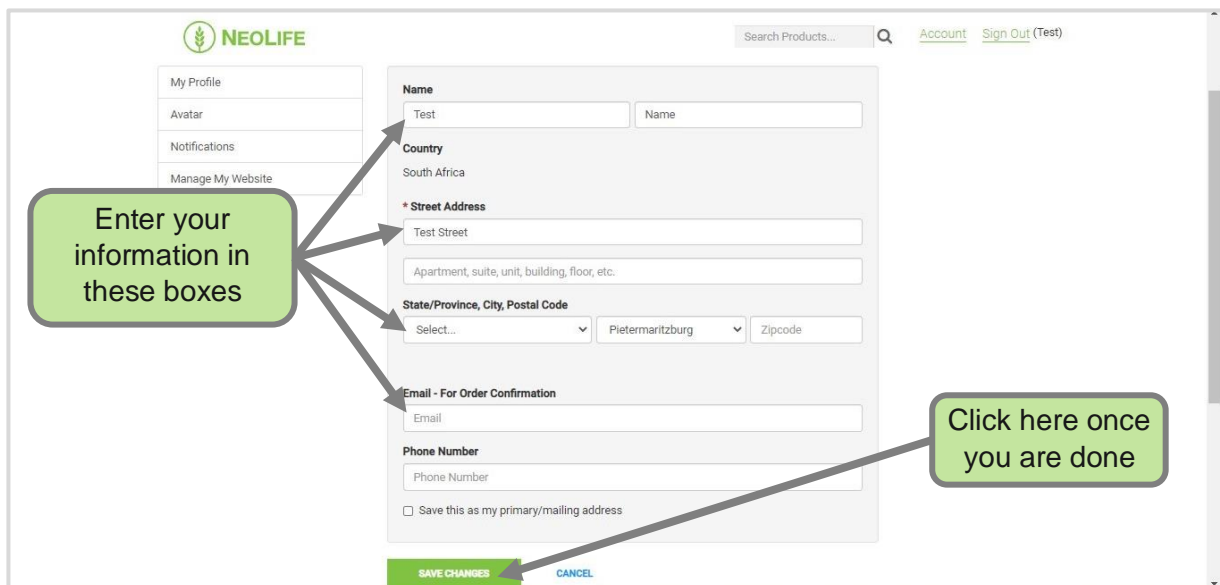 NEOLIFE
Search Products...
Account Sign Out (Test)
My Profile
Avatar
Notifications
Manage My Website
Enter your
information in
these boxes
Name
Test Name
Country
South Africa
* Street Address
Test Street
Apartment, suite, unit, building, floor, etc.
State/Province, City, Postal Code
Select... Pietermaritzburg Zipcode
Email - For Order Confirmation
Email
Phone Number
Phone Number
Save this as my primary/mailing address
Click here once
you are done
SAVE CHANGES CANCEL